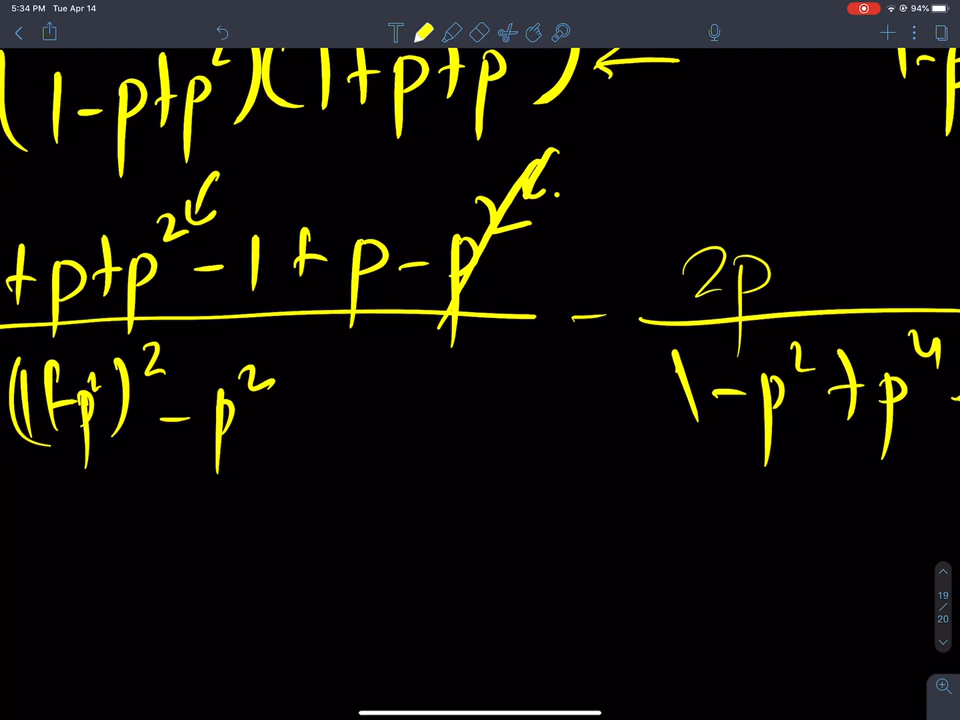 5:34 PM Tue Apr 14
94%
T
(1-p+p²)(1+p+p²) ← 1-p
+p+p² - 1 + p - p² - 2p
((1+p²)² - p² 1-p²+p⁴
19
/
20